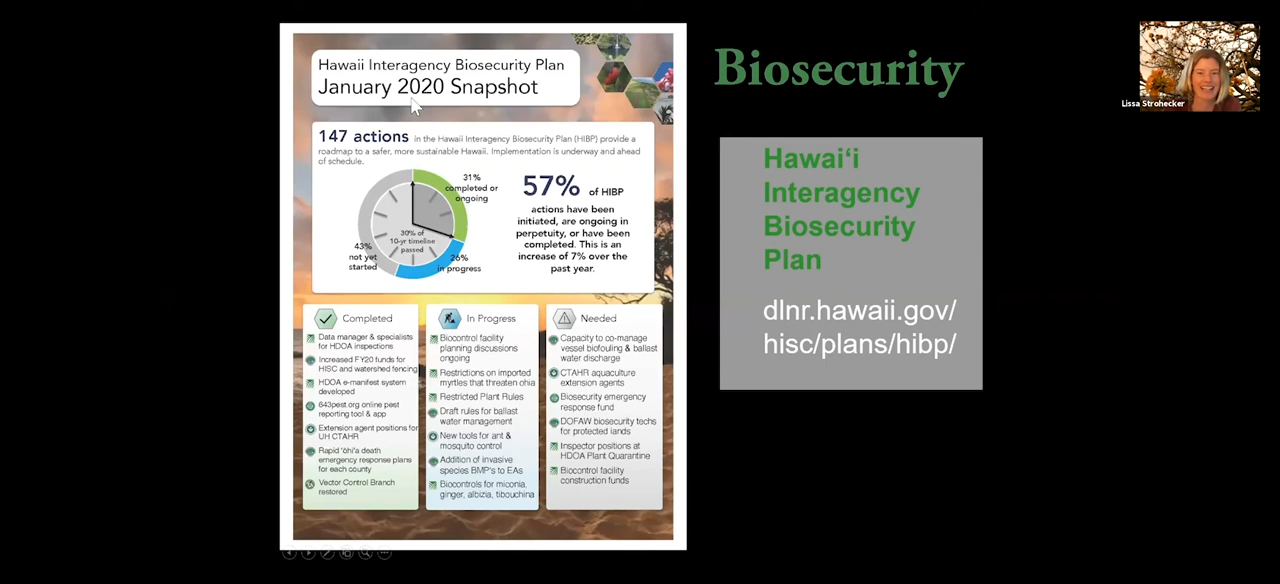 Hawaii Interagency Biosecurity Plan
January 2020 Snapshot
147 actions in the Hawaii Interagency Biosecurity Plan (HIBP) provide a
roadmap to a safer, more sustainable Hawaii. Implementation is underway and ahead
of schedule.
31%
completed or
ongoing
30% of
10-yr timeline
passed
43%
not yet
started
26%
in progress
57% of HIBP
actions have been
initiated, are ongoing in
perpetuity, or have been
completed. This is an
increase of 7% over the
past year.
Completed
Data manager & specialists
for HDOA inspections
Increased FY20 funds for
HISC and watershed fencing
HDOA e-manifest system
developed
643pest.org online pest
reporting tool & app
Extension agent positions for
UH CTAHR
Rapid ʻōhiʻa death
emergency response plans
for each county
Vector Control Branch
restored
In Progress
Biocontrol facility
planning discussions
ongoing
Restrictions on imported
myrtles that threaten ohia
Restricted Plant Rules
Draft rules for ballast
water management
New tools for ant &
mosquito control
Addition of invasive
species BMP's to EAs
Biocontrols for miconia,
ginger, albizia, tibouchina
Needed
Capacity to co-manage
vessel biofouling & ballast
water discharge
CTAHR aquaculture
extension agents
Biosecurity emergency
response fund
DOFAW biosecurity techs
for protected lands
Inspector positions at
HDOA Plant Quarantine
Biocontrol facility
construction funds
Biosecurity
Hawaiʻi
Interagency
Biosecurity
Plan
dlnr.hawaii.gov/
hisc/plans/hibp/
Lissa Strohecker